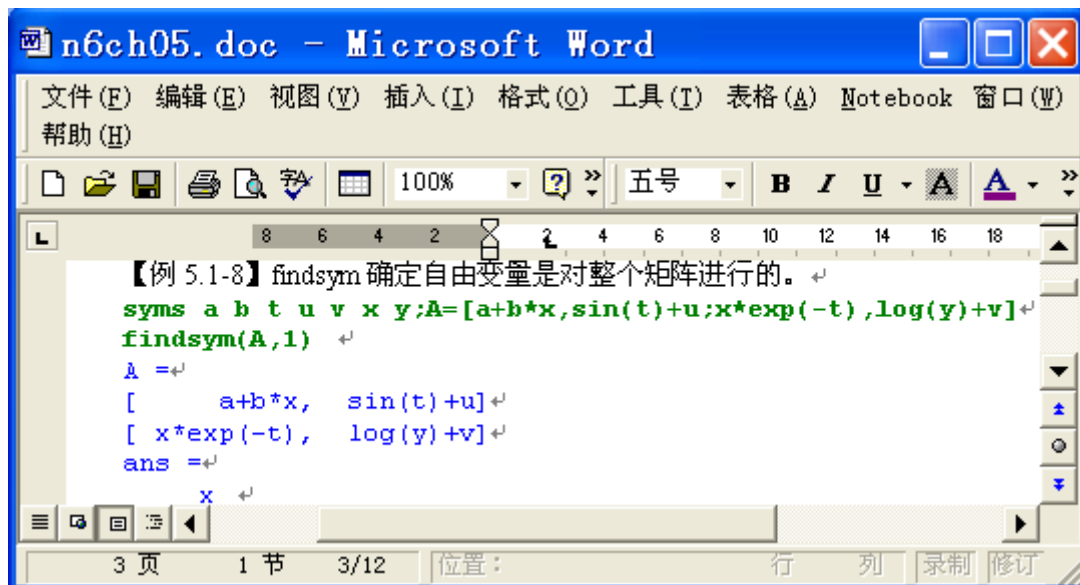 n6ch05.doc - Microsoft Word
文件(F) 编辑(E) 视图(V) 插入(I) 格式(O) 工具(T) 表格(A) Notebook 窗口(W)
帮助(H)
100% 五号 B I U A A
8 6 4 2 2 4 6 8 10 12 14 16 18
【例 5.1-8】findsym 确定自由变量是对整个矩阵进行的。
syms a b t u v x y;A=[a+b*x,sin(t)+u;x*exp(-t),log(y)+v]
findsym(A,1)
A =
[ a+b*x, sin(t)+u]
[ x*exp(-t), log(y)+v]
ans =
x
3 页 1 节 3/12 位置： 行 列 录制 修订